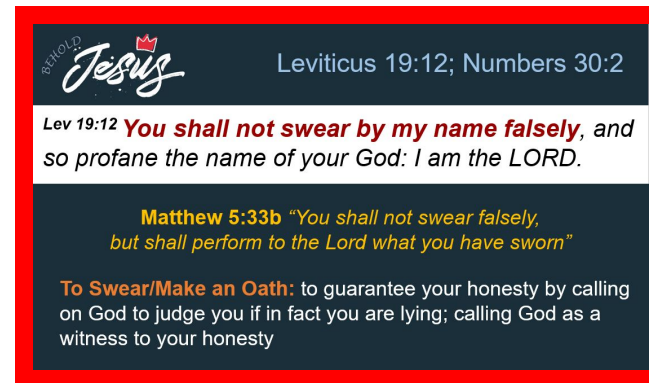 BEHOLD
Jesus
Leviticus 19:12; Numbers 30:2
Lev 19:12 You shall not swear by my name falsely, and
so profane the name of your God: I am the LORD.
Matthew 5:33b “You shall not swear falsely,
but shall perform to the Lord what you have sworn”
To Swear/Make an Oath: to guarantee your honesty by calling
on God to judge you if in fact you are lying; calling God as a
witness to your honesty